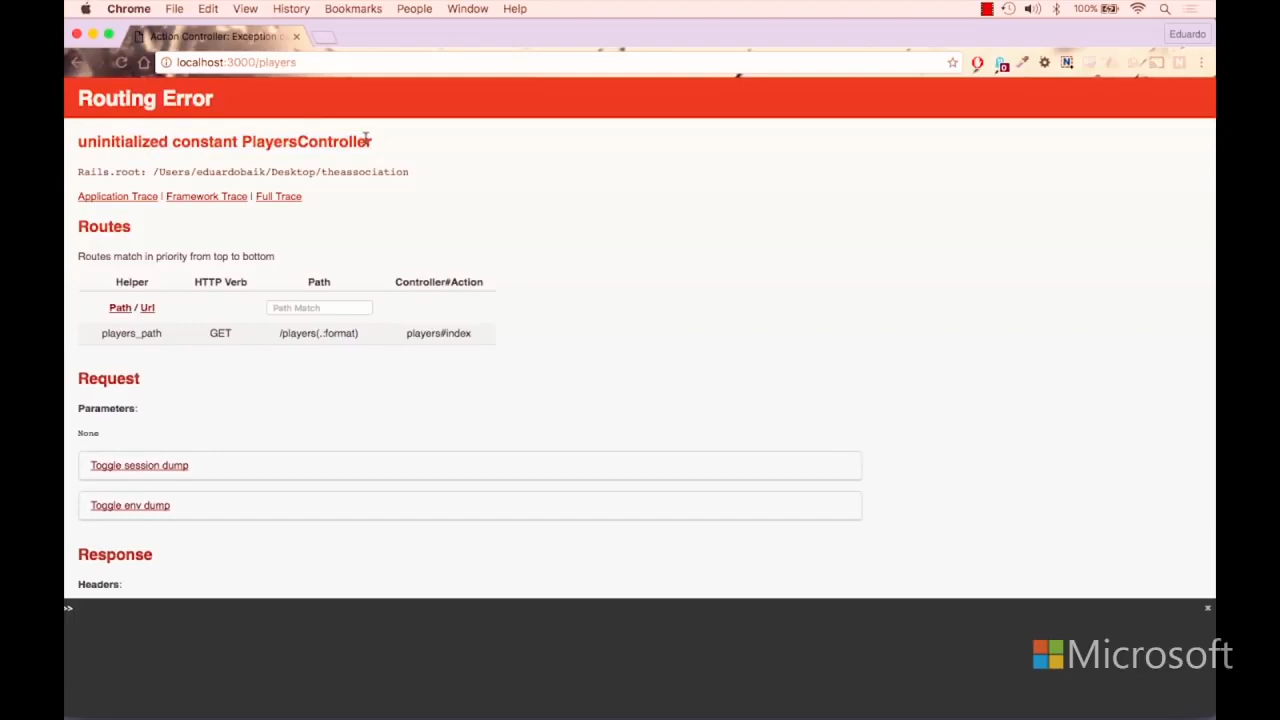 Chrome File Edit View History Bookmarks People Window Help 100%
Action Controller: Exception c
Eduardo
localhost:3000/players
Routing Error
uninitialized constant PlayersController
Rails.root: /Users/eduardobaik/Desktop/theassociation
Application Trace | Framework Trace | Full Trace
Routes
Routes match in priority from top to bottom
Helper HTTP Verb Path Controller#Action
Path / Url Path Match
players_path GET /players(.:format) players#index
Request
Parameters:
None
Toggle session dump
Toggle env dump
Response
Headers:
>> x
Microsoft